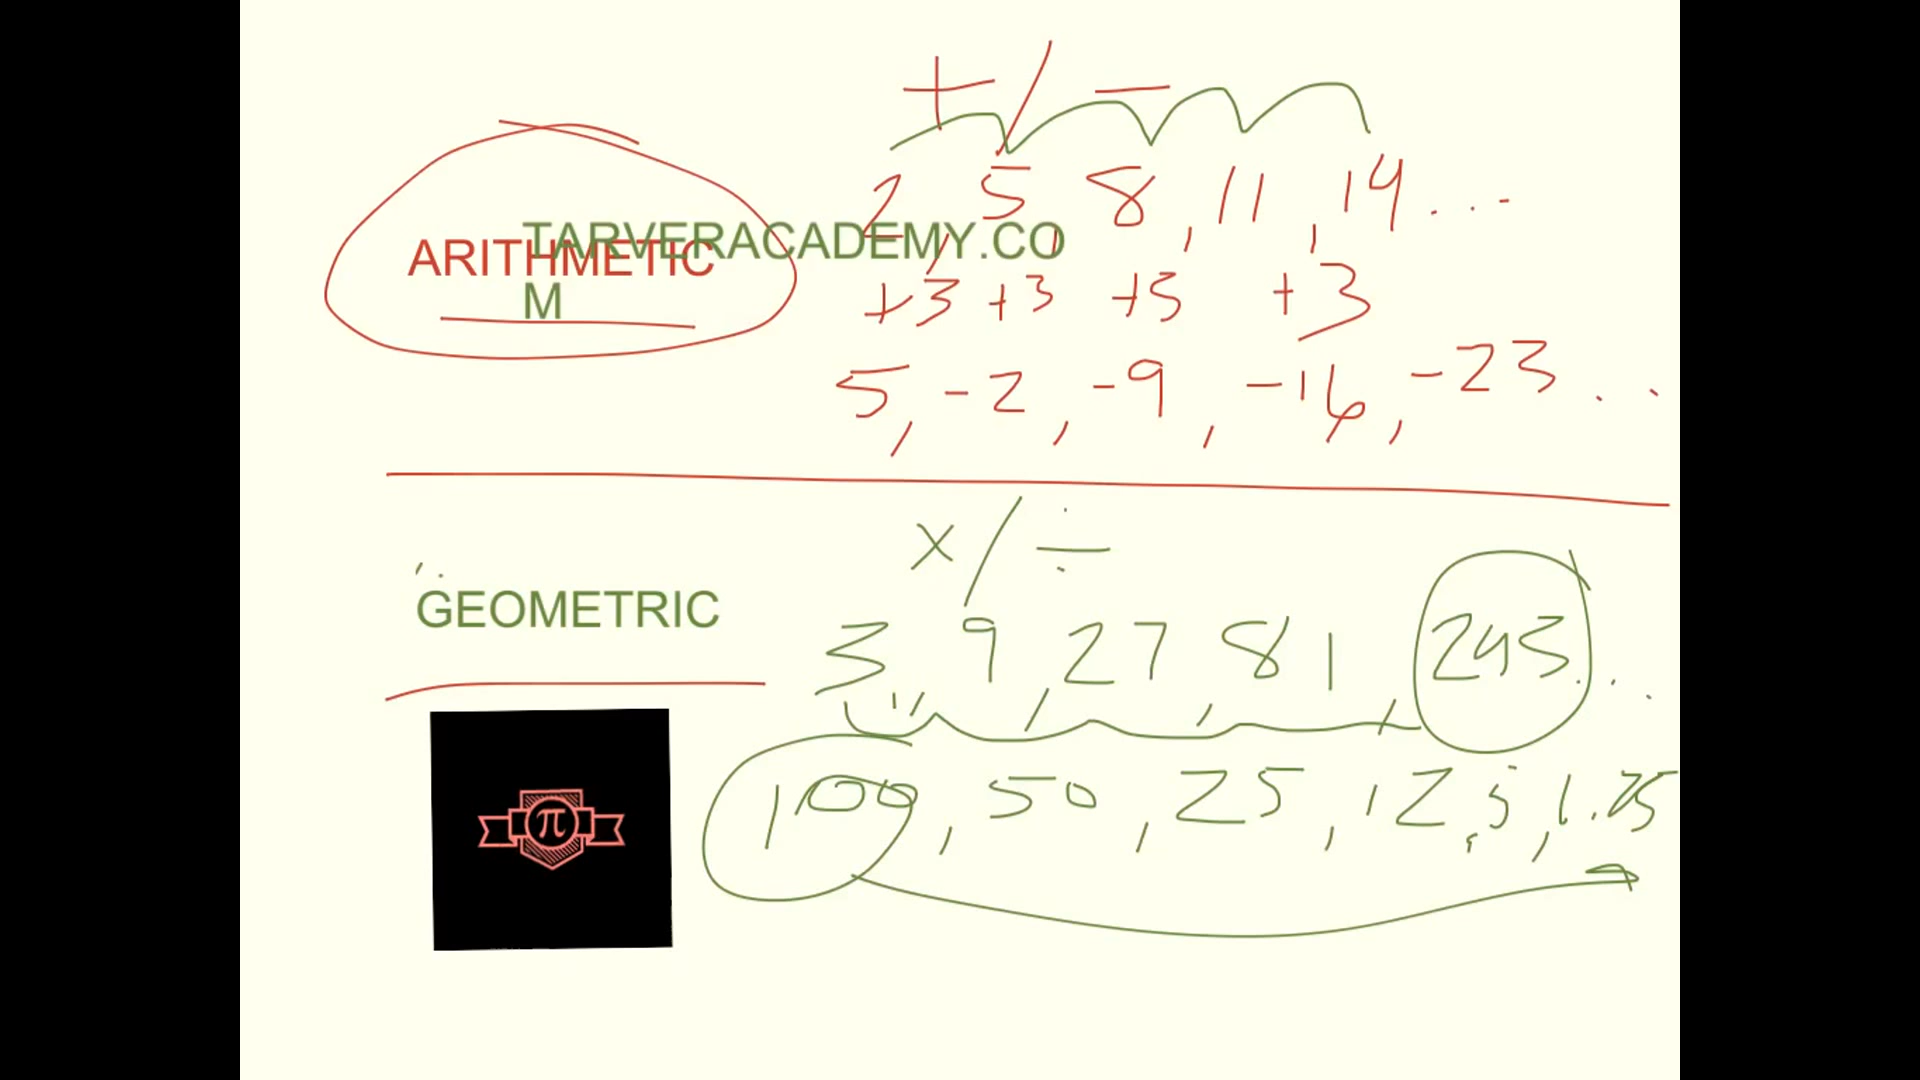 +/−
2, 5, 8, 11, 14...
TARVERACADEMY.CO
M
ARITHMETIC
+3 +3 +3 +3
5, -2, -9, -16, -23..
×/÷
GEOMETRIC
3, 9, 27, 81, 243...
100, 50, 25, 12.5, 1.25
π